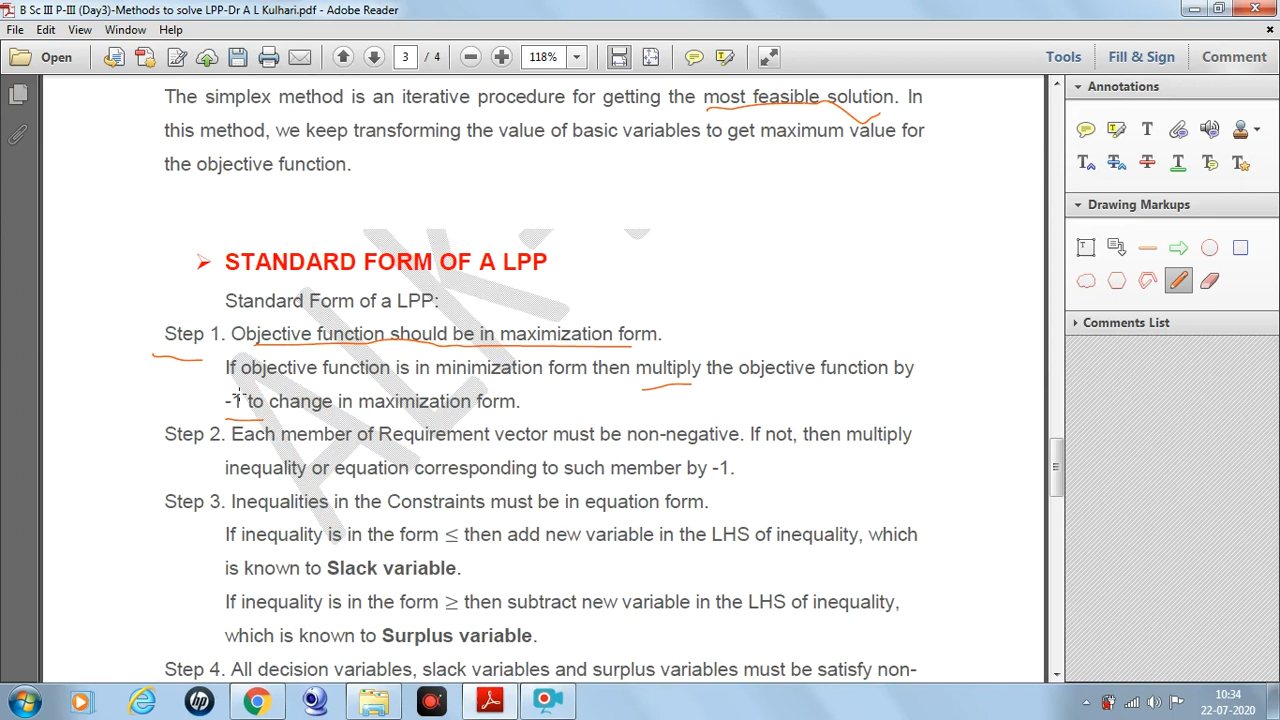 B Sc III P-III (Day3)-Methods to solve LPP-Dr A L Kulhari.pdf - Adobe Reader
File Edit View Window Help
Open 3 / 4 118% Tools Fill & Sign Comment
The simplex method is an iterative procedure for getting the most feasible solution. In
this method, we keep transforming the value of basic variables to get maximum value for
the objective function.
STANDARD FORM OF A LPP
Standard Form of a LPP:
Step 1. Objective function should be in maximization form.
If objective function is in minimization form then multiply the objective function by
-1 to change in maximization form.
Step 2. Each member of Requirement vector must be non-negative. If not, then multiply
inequality or equation corresponding to such member by -1.
Step 3. Inequalities in the Constraints must be in equation form.
If inequality is in the form ≤ then add new variable in the LHS of inequality, which
is known to Slack variable.
If inequality is in the form ≥ then subtract new variable in the LHS of inequality,
which is known to Surplus variable.
Step 4. All decision variables, slack variables and surplus variables must be satisfy non-
Annotations
Drawing Markups
Comments List
10:34
22-07-2020